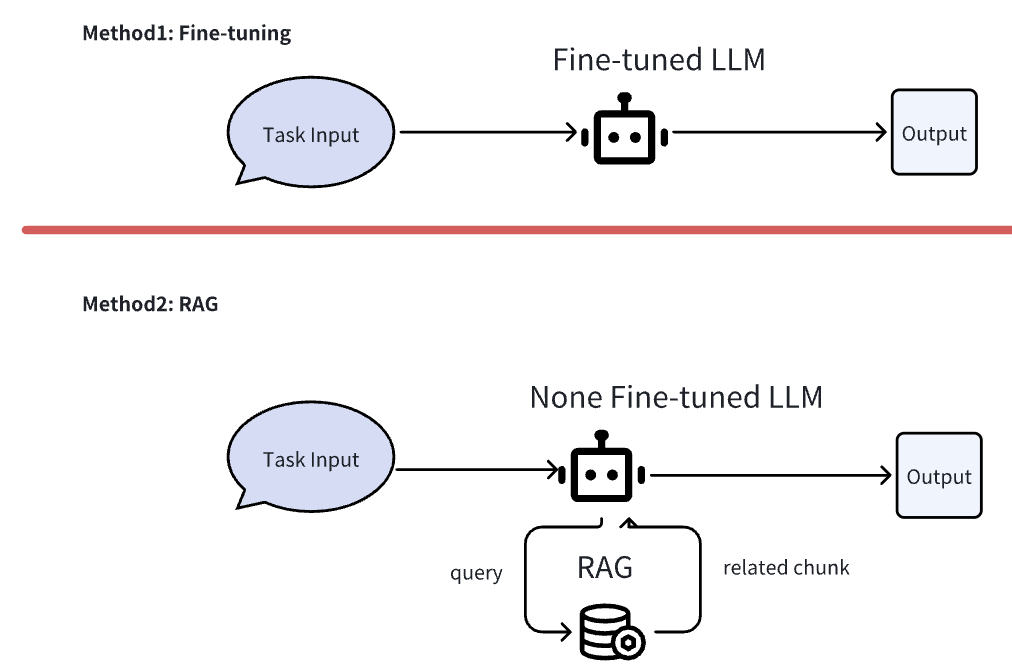 Method1: Fine-tuning
Fine-tuned LLM
Task Input
Output
Method2: RAG
None Fine-tuned LLM
Task Input
Output
query
RAG
related chunk